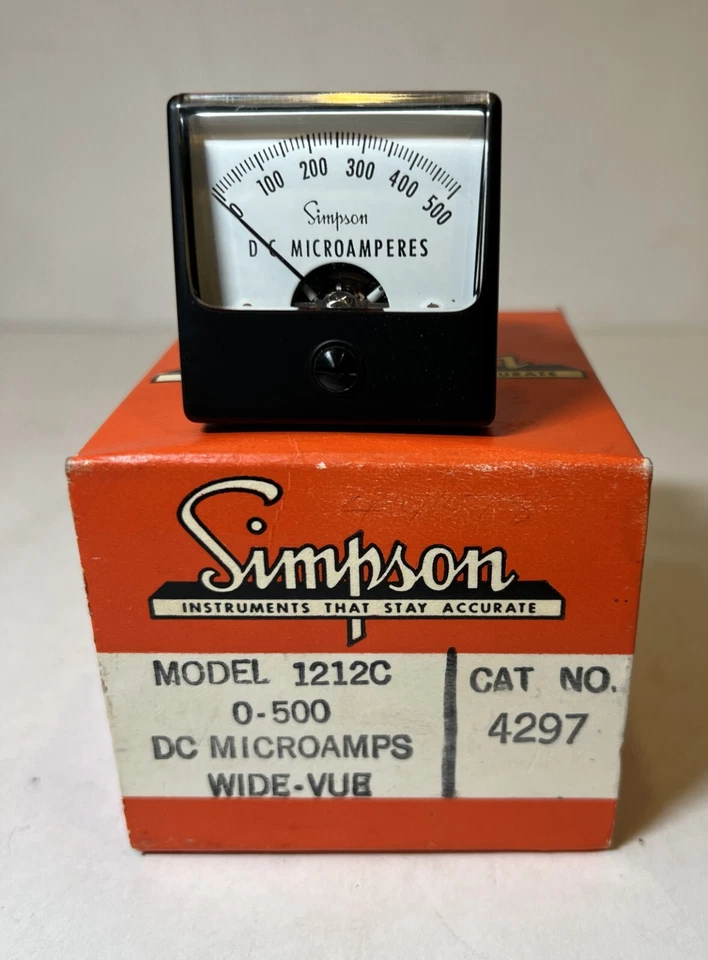 0 100 200 300 400 500
Simpson
D C MICROAMPERES
URATE
Simpson
INSTRUMENTS THAT STAY ACCURATE
MODEL 1212C
0-500
DC MICROAMPS
WIDE-VUE
CAT NO.
4297